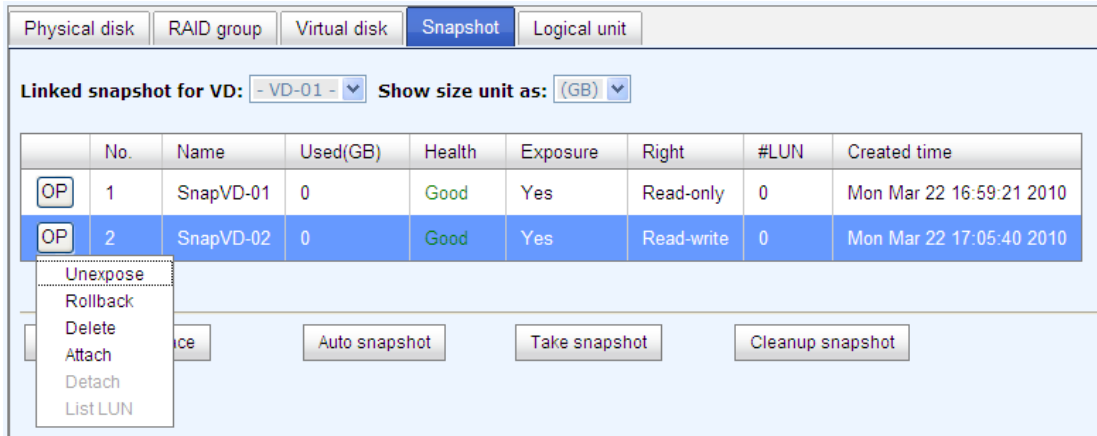 Physical disk RAID group Virtual disk Snapshot Logical unit
Linked snapshot for VD: - VD-01 - Show size unit as: (GB)
No. Name Used(GB) Health Exposure Right #LUN Created time
OP 1 SnapVD-01 0 Good Yes Read-only 0 Mon Mar 22 16:59:21 2010
OP 2 SnapVD-02 0 Good Yes Read-write 0 Mon Mar 22 17:05:40 2010
Unexpose
Rollback
Delete
Attach
Detach
List LUN
Auto snapshot Take snapshot Cleanup snapshot